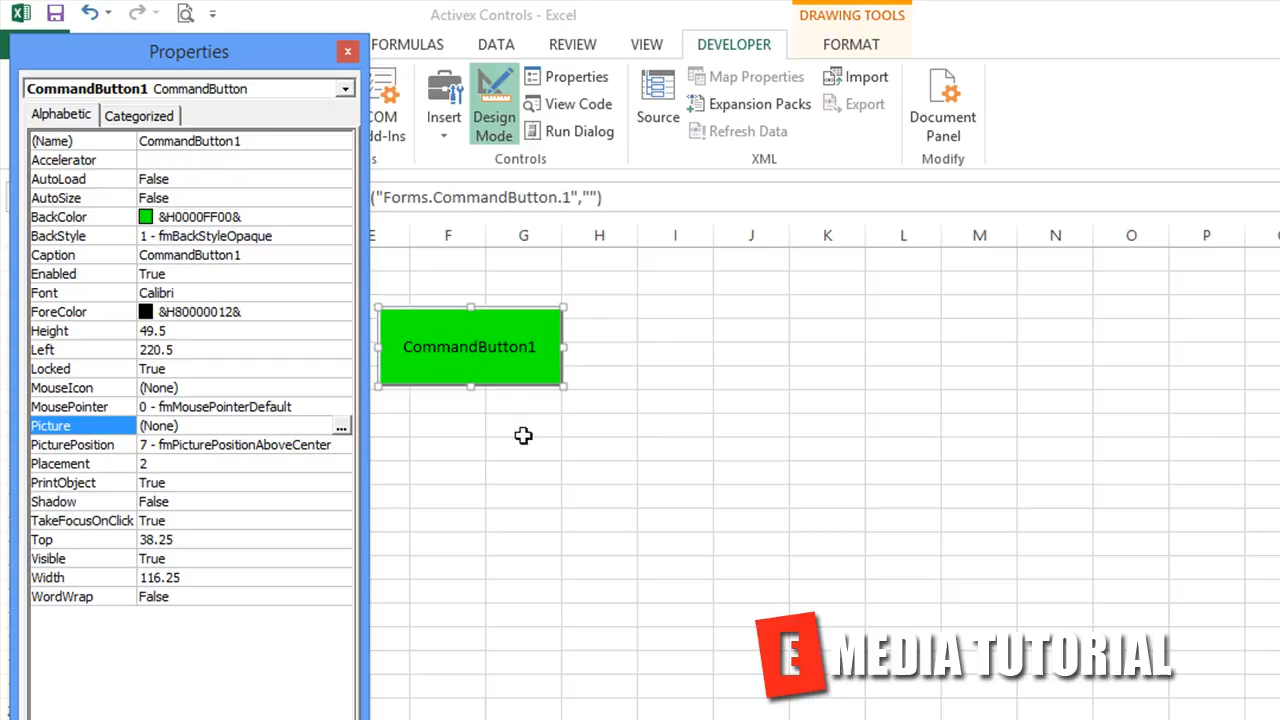 Activex Controls - Excel
DRAWING TOOLS
FORMULAS DATA REVIEW VIEW DEVELOPER FORMAT
COM
Insert
Design
Mode
Properties
View Code
Run Dialog
Controls
Source
Map Properties
Expansion Packs
Refresh Data
Import
Export
XML
Document
Panel
Modify
("Forms.CommandButton.1","")
E F G H I J K L M N O P
CommandButton1
Properties
CommandButton1 CommandButton
Alphabetic Categorized
(Name) CommandButton1
Accelerator
AutoLoad False
AutoSize False
BackColor &H0000FF00&
BackStyle 1 - fmBackStyleOpaque
Caption CommandButton1
Enabled True
Font Calibri
ForeColor &H80000012&
Height 49.5
Left 220.5
Locked True
MouseIcon (None)
MousePointer 0 - fmMousePointerDefault
Picture (None) ...
PicturePosition 7 - fmPicturePositionAboveCenter
Placement 2
PrintObject True
Shadow False
TakeFocusOnClick True
Top 38.25
Visible True
Width 116.25
WordWrap False
E MEDIA TUTORIAL